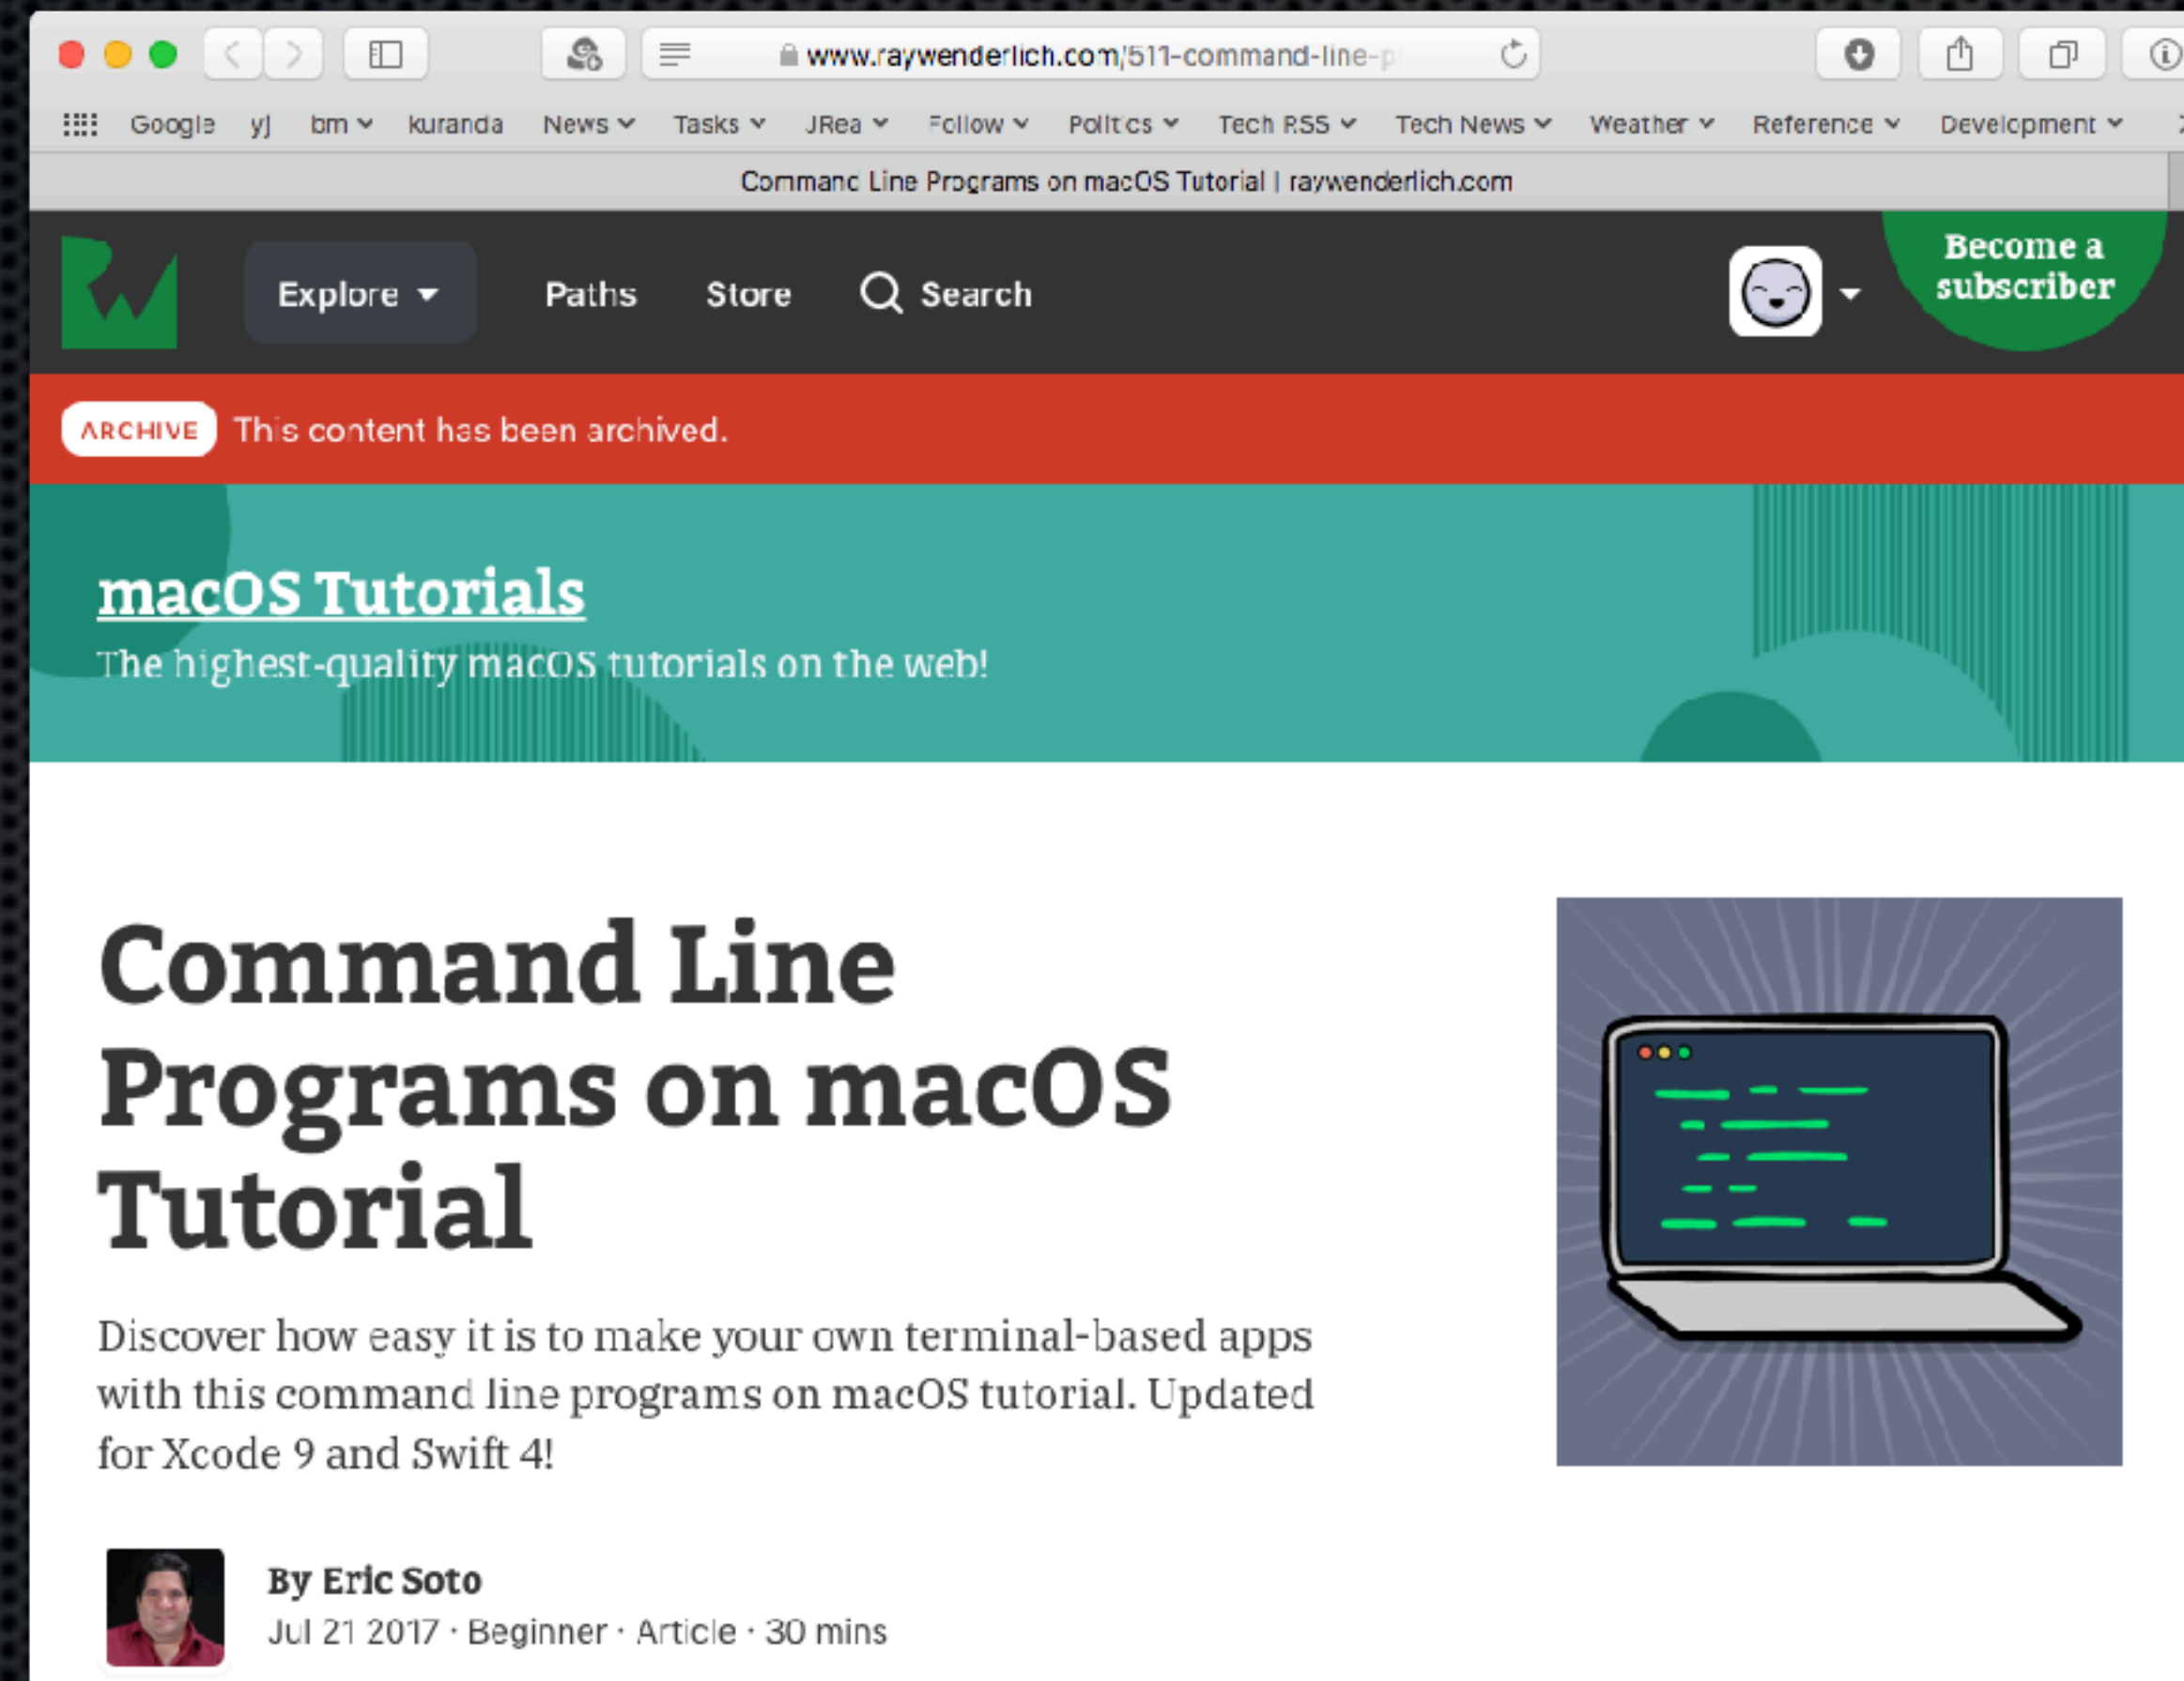 www.raywenderlich.com/511-command-line-p
Google yj bm kuranda News Tasks JRea Follow Politics Tech RSS Tech News Weather Reference Development
Command Line Programs on macOS Tutorial | raywenderlich.com
Explore Paths Store Search
Become a
subscriber
ARCHIVE This content has been archived.
macOS Tutorials
The highest-quality macOS tutorials on the web!
Command Line
Programs on macOS
Tutorial
Discover how easy it is to make your own terminal-based apps
with this command line programs on macOS tutorial. Updated
for Xcode 9 and Swift 4!
By Eric Soto
Jul 21 2017 · Beginner · Article · 30 mins